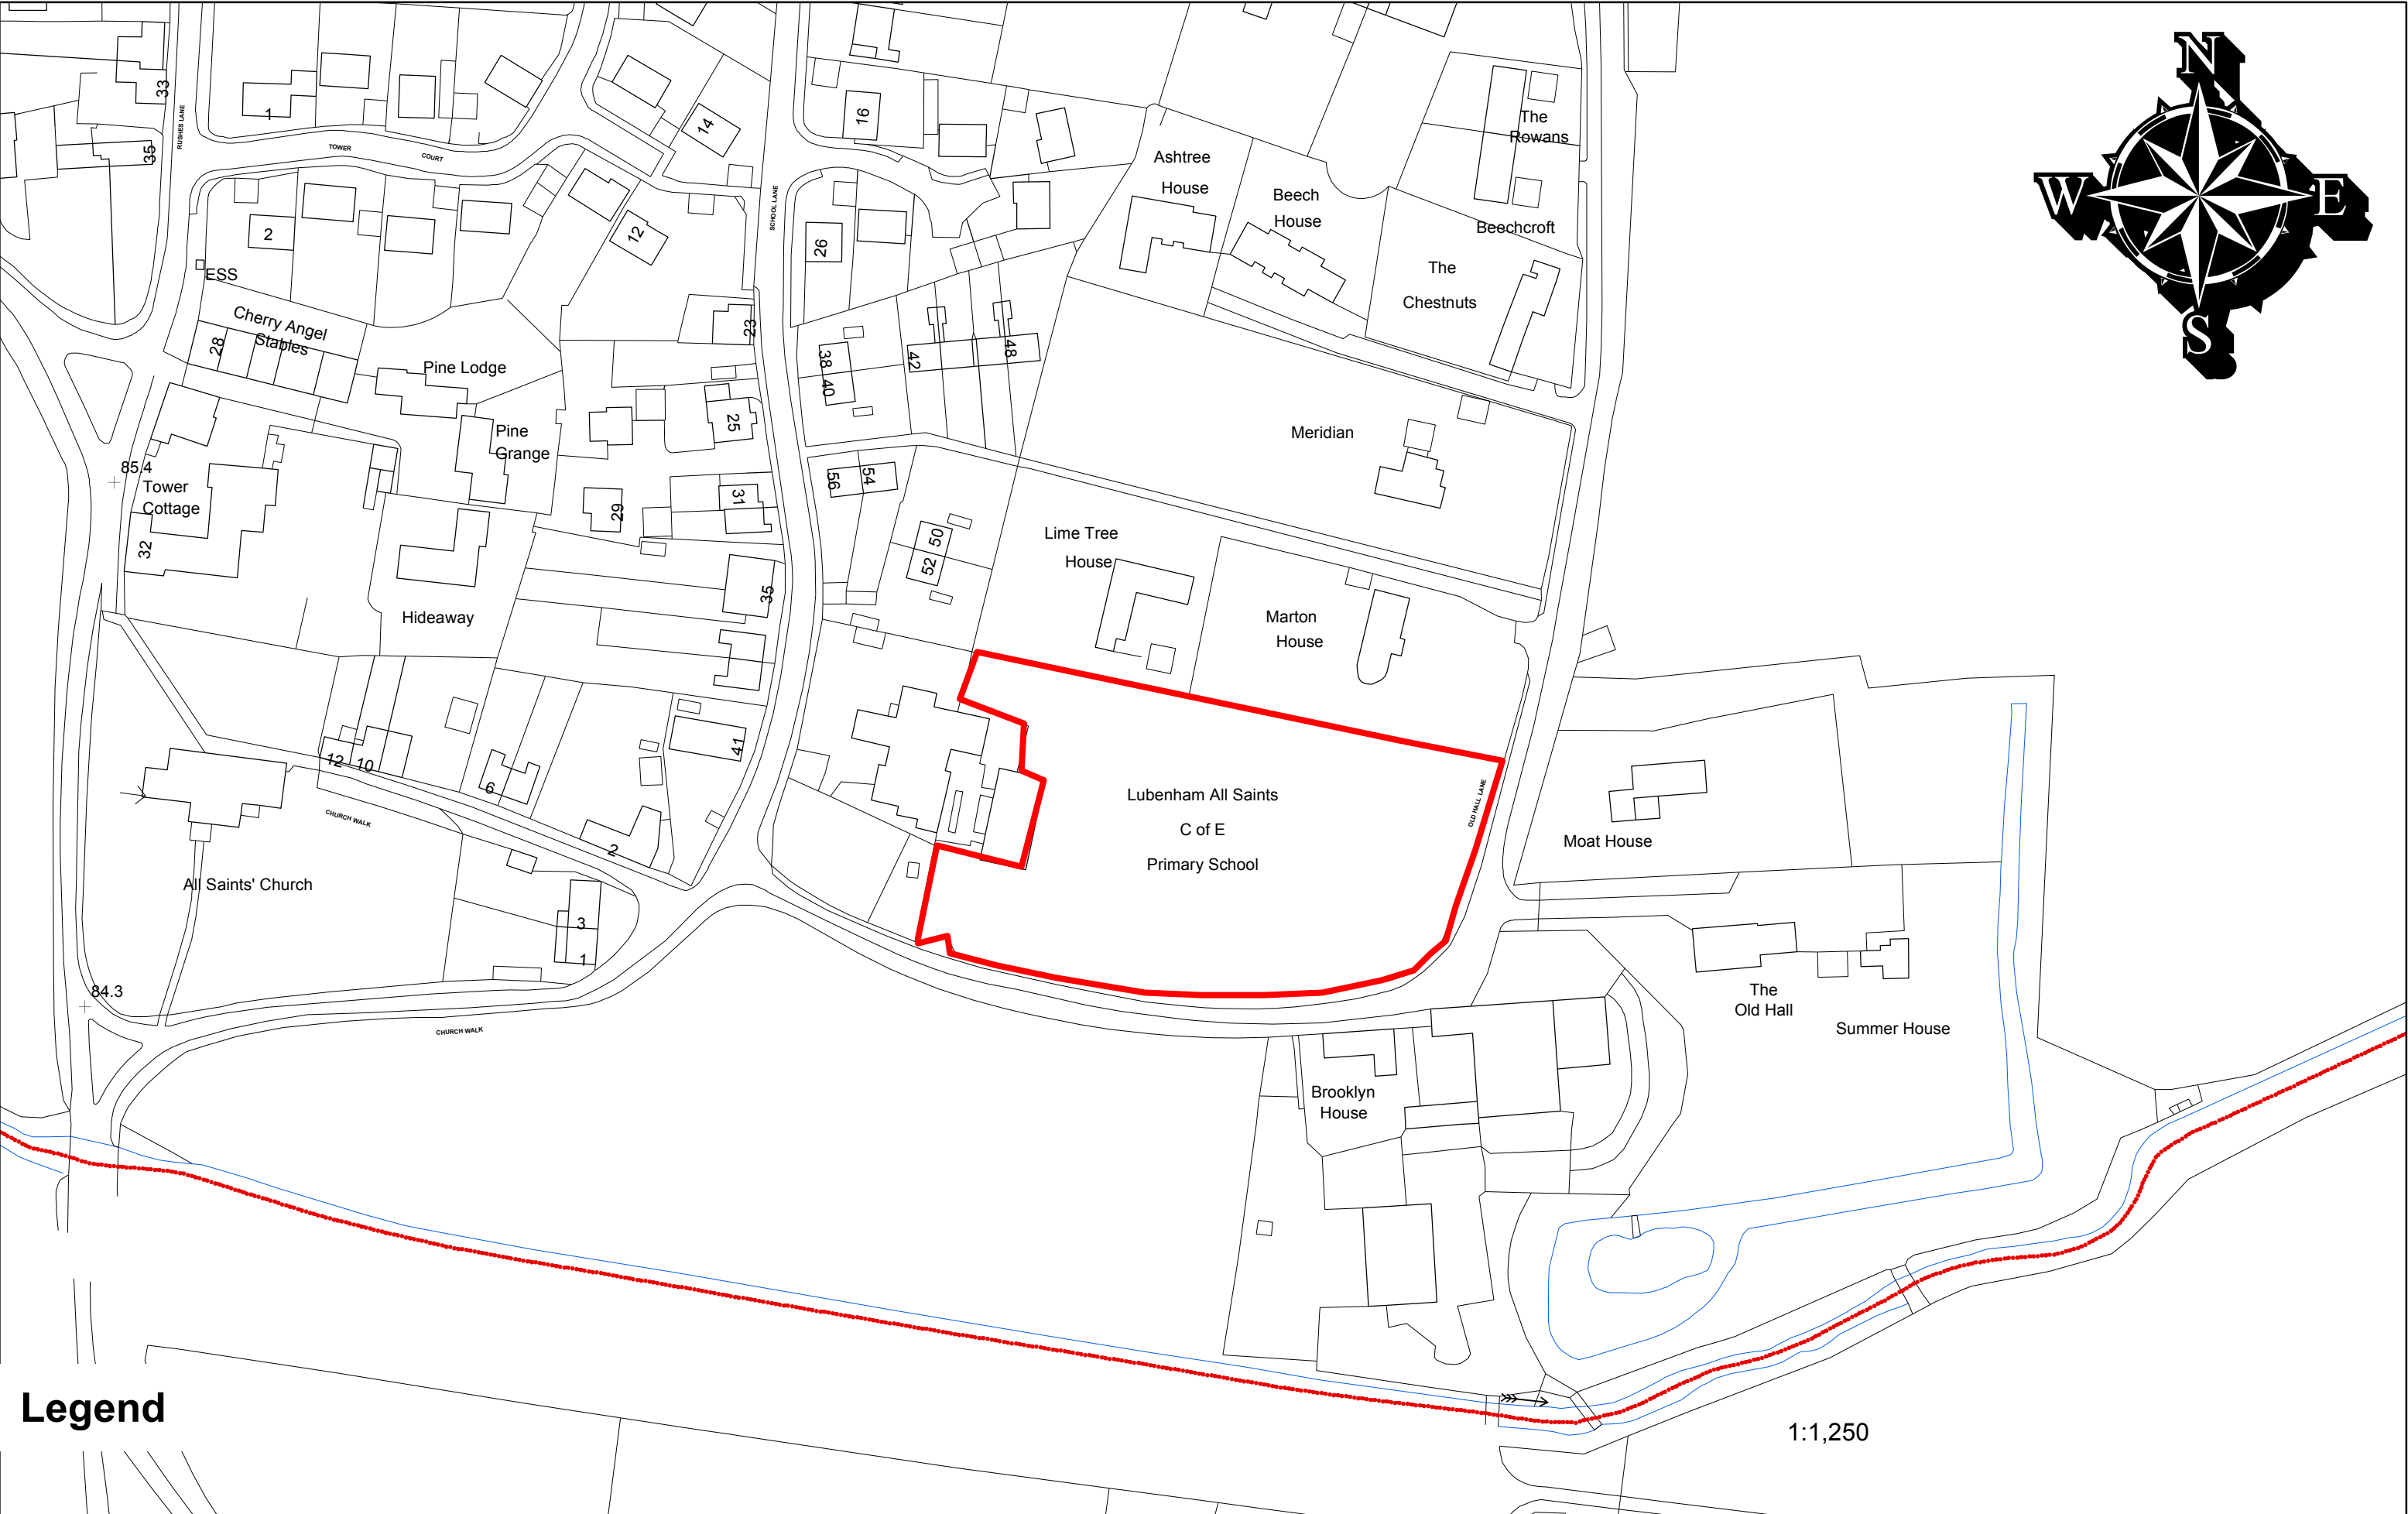 N
W
E
S
33
35
RUSHES LANE
1
TOWER
COURT
14
16
SCHOOL LANE
The
Rowans
Ashtree
House
Beech
House
Beechcroft
The
Chestnuts
2
12
26
ESS
Cherry Angel
Stables
28
23
Pine Lodge
38
40
42
48
25
Pine
Grange
Meridian
85.4
Tower
Cottage
32
56
54
31
29
50
52
Lime Tree
House
35
Hideaway
Marton
House
41
12
10
6
2
CHURCH WALK
Lubenham All Saints
C of E
Primary School
OLD HALL LANE
Moat House
All Saints' Church
3
1
84.3
CHURCH WALK
The
Old Hall
Summer House
Brooklyn
House
Legend
1:1,250